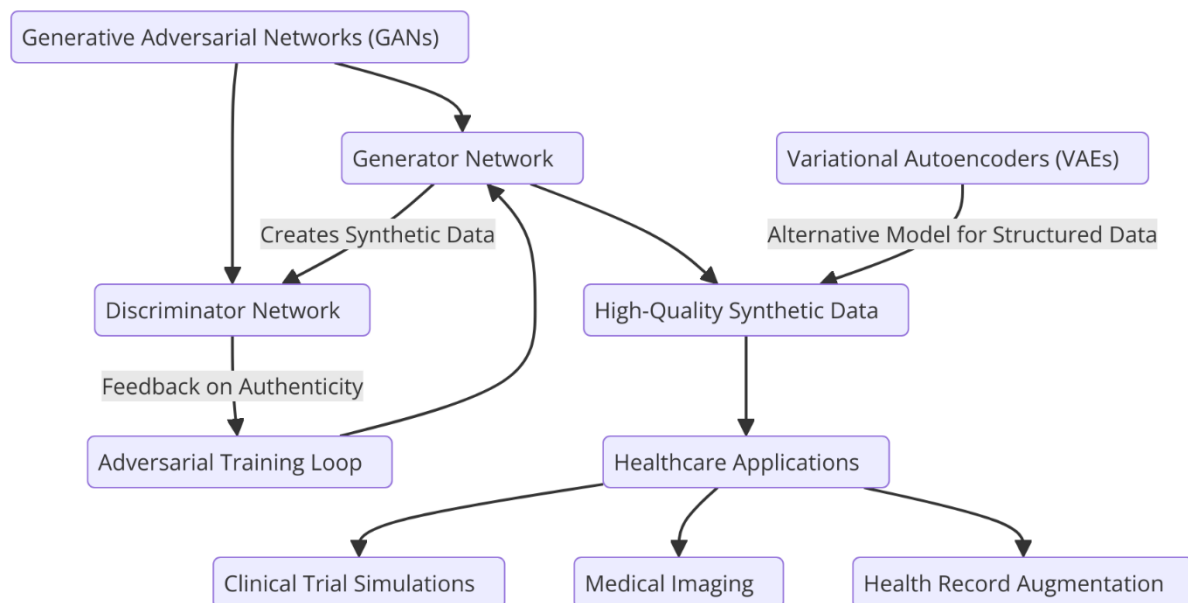 Generative Adversarial Networks (GANs)
Generator Network
Variational Autoencoders (VAEs)
Creates Synthetic Data
Alternative Model for Structured Data
Discriminator Network
High-Quality Synthetic Data
Feedback on Authenticity
Adversarial Training Loop
Healthcare Applications
Clinical Trial Simulations
Medical Imaging
Health Record Augmentation